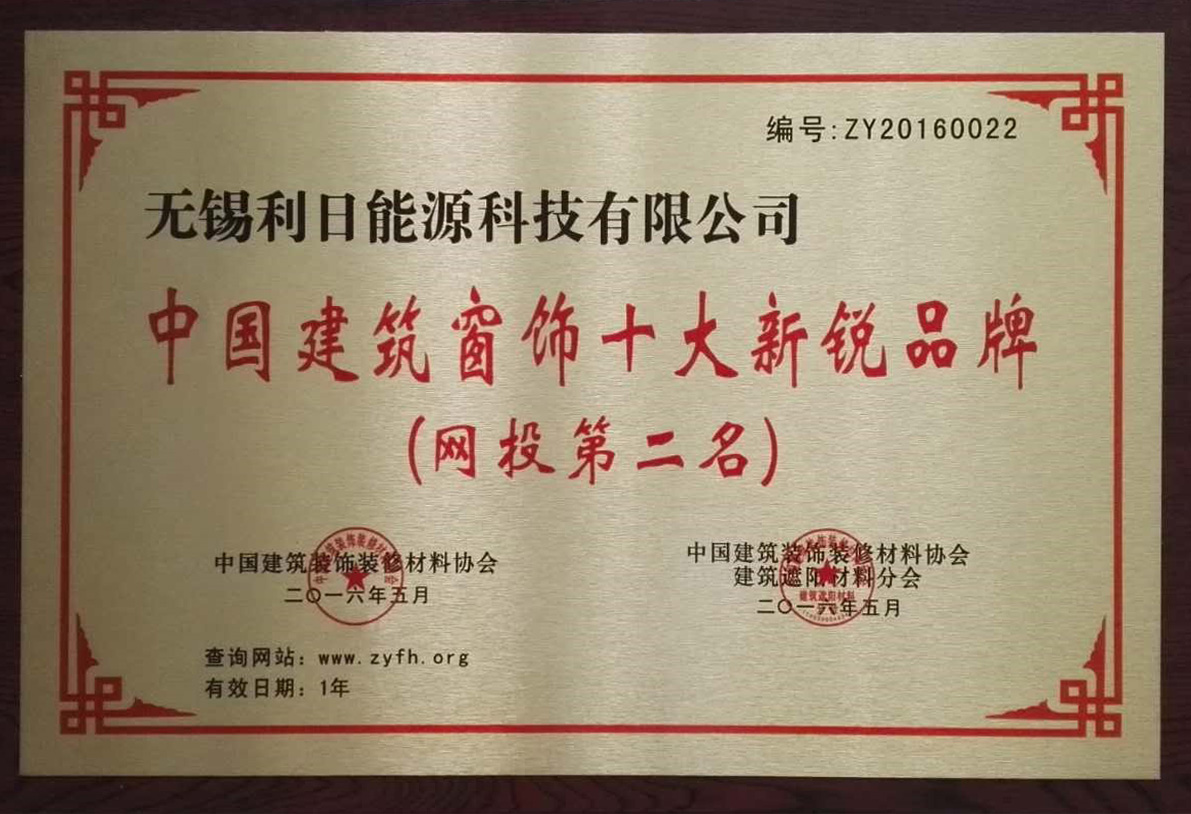 编号:ZY20160022
无锡利日能源科技有限公司
中国建筑窗饰十大新锐品牌
(网投第二名)
中国建筑装饰装修材料协会
二〇一六年五月
中国建筑装饰装修材料协会
建筑遮阳材料分会
二〇一六年五月
查询网站：www.zyfh.org
有效日期：1年